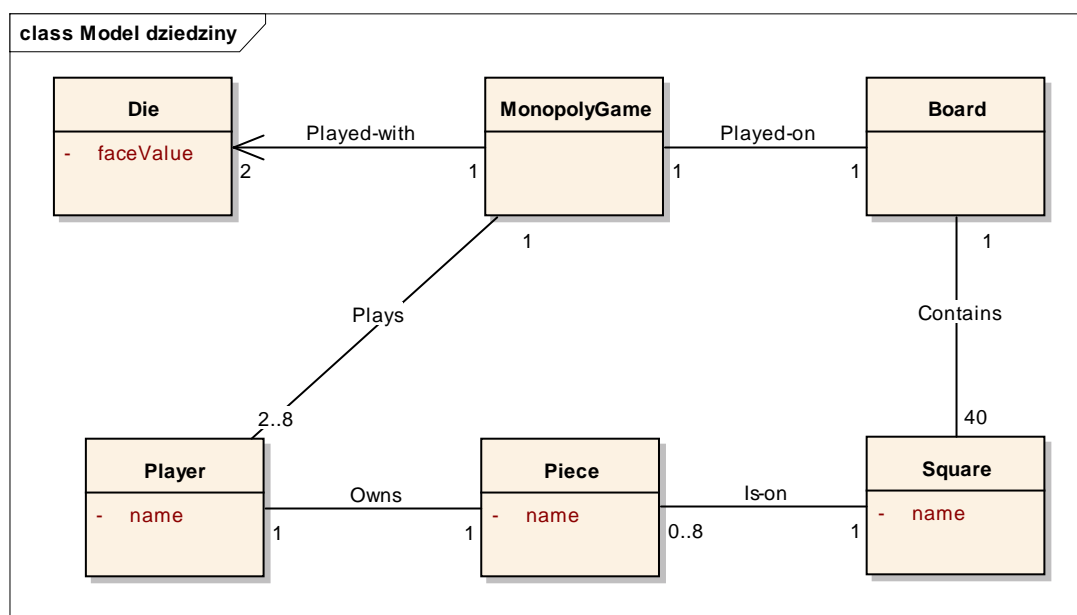 class Model dziedziny
Die
- faceValue
Played-with
2
1
MonopolyGame
Played-on
1
1
Board
1
Plays
1
Contains
2..8
40
Player
- name
Owns
1
1
Piece
- name
Is-on
0..8
1
Square
- name